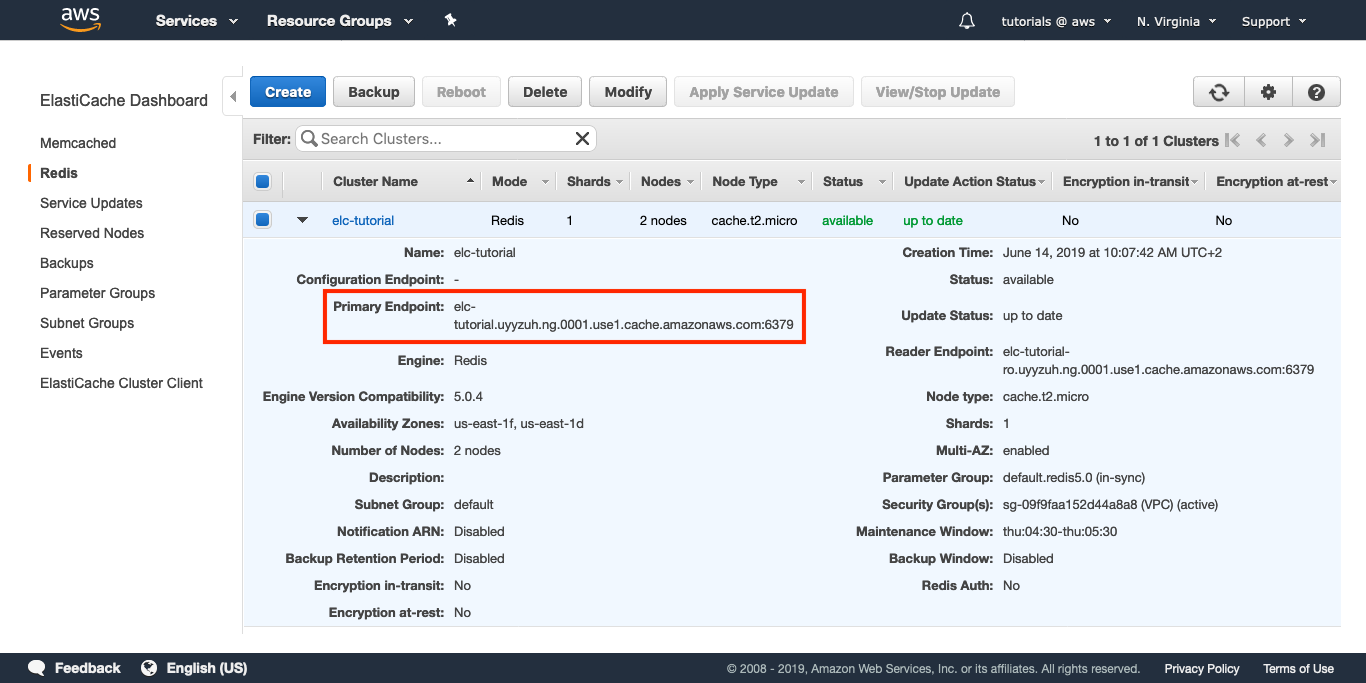 aws Services Resource Groups tutorials @ aws N. Virginia Support
ElastiCache Dashboard
Memcached
Redis
Service Updates
Reserved Nodes
Backups
Parameter Groups
Subnet Groups
Events
ElastiCache Cluster Client
Create Backup Reboot Delete Modify Apply Service Update View/Stop Update
Filter: Search Clusters... 1 to 1 of 1 Clusters
Cluster Name Mode Shards Nodes Node Type Status Update Action Status Encryption in-transit Encryption at-rest
elc-tutorial Redis 1 2 nodes cache.t2.micro available up to date No No
Name: elc-tutorial
Configuration Endpoint: -
Primary Endpoint: elc-
tutorial.uyyzuh.ng.0001.use1.cache.amazonaws.com:6379
Engine: Redis
Engine Version Compatibility: 5.0.4
Availability Zones: us-east-1f, us-east-1d
Number of Nodes: 2 nodes
Description:
Subnet Group: default
Notification ARN: Disabled
Backup Retention Period: Disabled
Encryption in-transit: No
Encryption at-rest: No
Creation Time: June 14, 2019 at 10:07:42 AM UTC+2
Status: available
Update Status: up to date
Reader Endpoint: elc-tutorial-
ro.uyyzuh.ng.0001.use1.cache.amazonaws.com:6379
Node type: cache.t2.micro
Shards: 1
Multi-AZ: enabled
Parameter Group: default.redis5.0 (in-sync)
Security Group(s): sg-09f9faa152d44a8a8 (VPC) (active)
Maintenance Window: thu:04:30-thu:05:30
Backup Window: Disabled
Redis Auth: No
Feedback English (US) © 2008 - 2019, Amazon Web Services, Inc. or its affiliates. All rights reserved. Privacy Policy Terms of Use